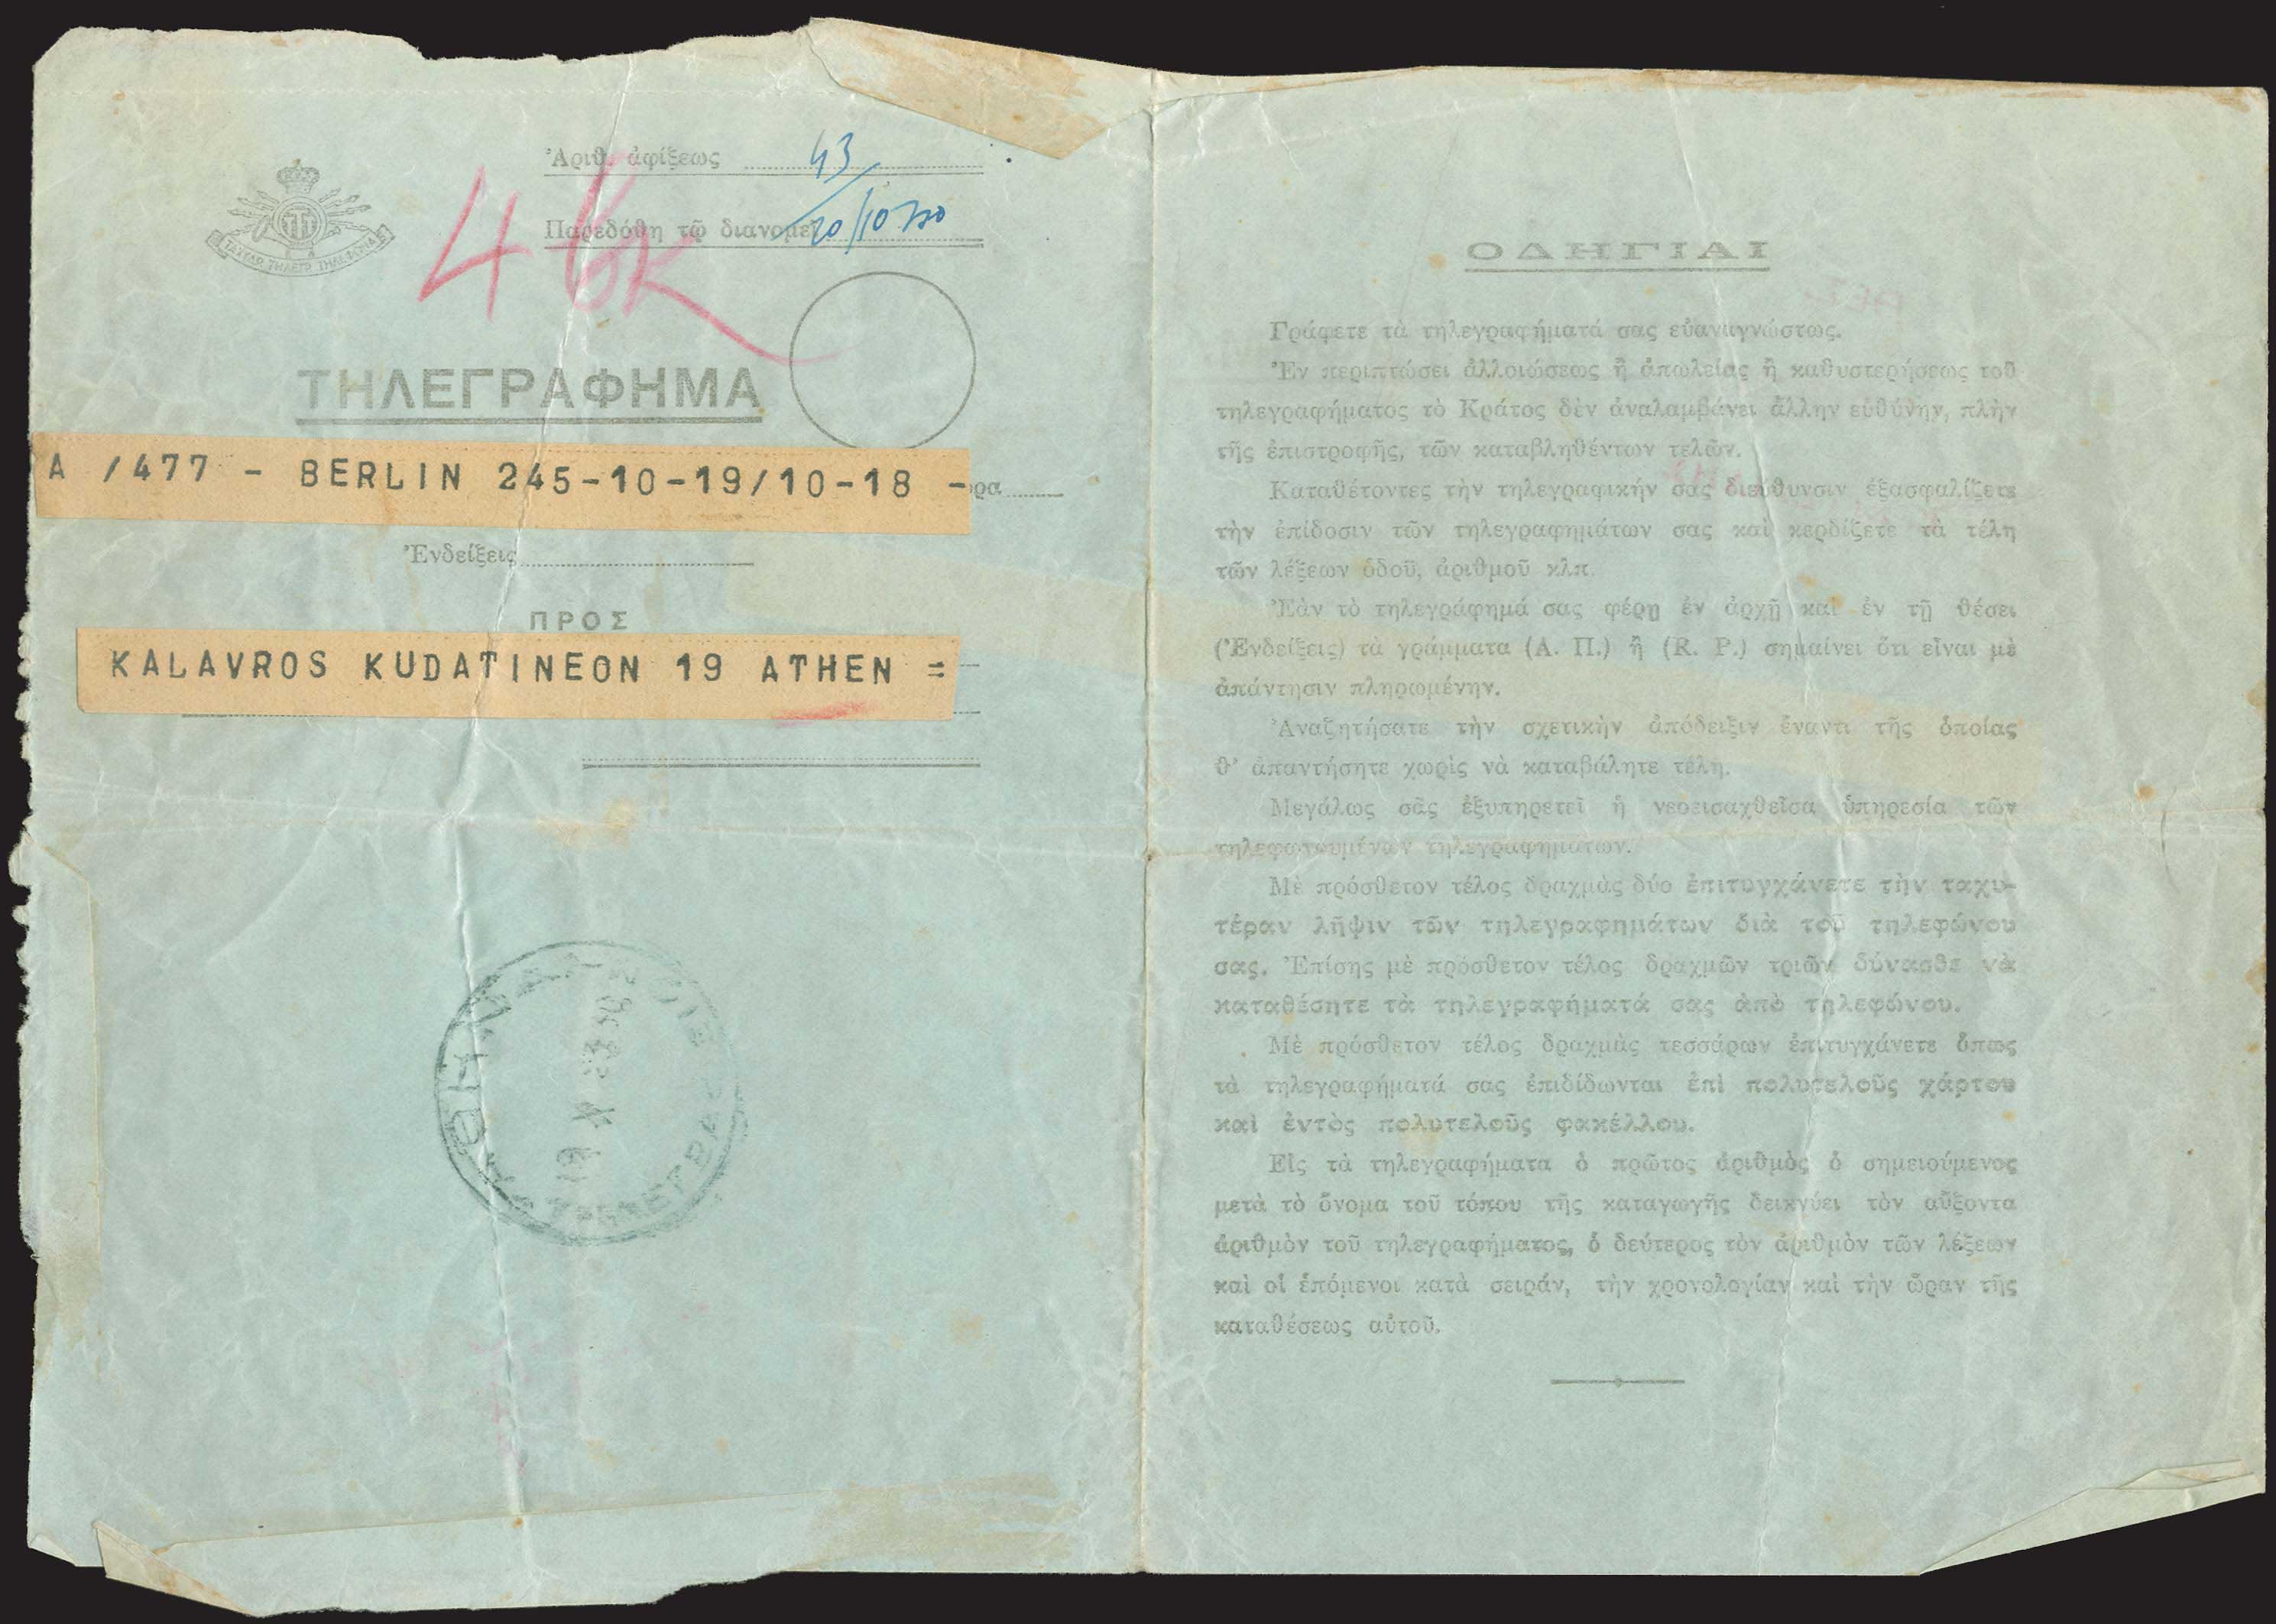 Ἀριθ. ἀφίξεως 43
Παρεδόθη τῷ διανομεῖ 20/10
ΤΑΧΥΔΡ. ΤΗΛΕΓΡ. ΤΗΛΕΦΩΝΑ
ΤΤΤ
ΤΗΛΕΓΡΑΦΗΜΑ
A /477 - BERLIN 245-10-19/10-18 -
ρα
Ἐνδείξεις
ΠΡΟΣ
KALAVROS KUDATINEON 19 ATHEN =
ΟΔΗΓΙΑΙ
Γράφετε τὰ τηλεγραφήματά σας εὐαναγνώστως.
Ἐν περιπτώσει ἀλλοιώσεως ἢ ἀπωλείας ἢ καθυστερήσεως τοῦ
τηλεγραφήματος τὸ Κράτος δὲν ἀναλαμβάνει ἄλλην εὐθύνην, πλὴν
τῆς ἐπιστροφῆς, τῶν καταβληθέντων τελῶν.
Καταθέτοντες τὴν τηλεγραφικήν σας διεύθυνσιν ἐξασφαλίζετε
τὴν ἐπίδοσιν τῶν τηλεγραφημάτων σας καὶ κερδίζετε τὰ τέλη
τῶν λέξεων ὁδοῦ, ἀριθμοῦ κλπ.
Ἐὰν τὸ τηλεγράφημά σας φέρῃ ἐν ἀρχῇ καὶ ἐν τῇ θέσει
(Ἐνδείξεις) τὰ γράμματα (Α. Π.) ἢ (R. P.) σημαίνει ὅτι εἶναι μὲ
ἀπάντησιν πληρωμένην.
Ἀναζητήσατε τὴν σχετικὴν ἀπόδειξιν ἔναντι τῆς ὁποίας
θ' ἀπαντήσητε χωρὶς νὰ καταβάλητε τέλη.
Μεγάλως σᾶς ἐξυπηρετεῖ ἡ νεοεισαχθεῖσα ὑπηρεσία τῶν
τηλεφωνουμένων τηλεγραφημάτων.
Μὲ πρόσθετον τέλος δραχμὰς δύο ἐπιτυγχάνετε τὴν ταχυ-
τέραν λῆψιν τῶν τηλεγραφημάτων διὰ τοῦ τηλεφώνου
σας. Ἐπίσης μὲ πρόσθετον τέλος δραχμῶν τριῶν δύνασθε νὰ
καταθέσητε τὰ τηλεγραφήματά σας ἀπὸ τηλεφώνου.
Μὲ πρόσθετον τέλος δραχμὰς τεσσάρων ἐπιτυγχάνετε ὅπως
τὰ τηλεγραφήματά σας ἐπιδίδωνται ἐπὶ πολυτελοῦς χάρτου
καὶ ἐντὸς πολυτελοῦς φακέλλου.
Εἰς τὰ τηλεγραφήματα ὁ πρῶτος ἀριθμὸς ὁ σημειούμενος
μετὰ τὸ ὄνομα τοῦ τόπου τῆς καταγωγῆς δεικνύει τὸν αὔξοντα
ἀριθμὸν τοῦ τηλεγραφήματος, ὁ δεύτερος τὸν ἀριθμὸν τῶν λέξεων
καὶ οἱ ἑπόμενοι κατὰ σειράν, τὴν χρονολογίαν καὶ τὴν ὥραν τῆς
καταθέσεως αὐτοῦ.